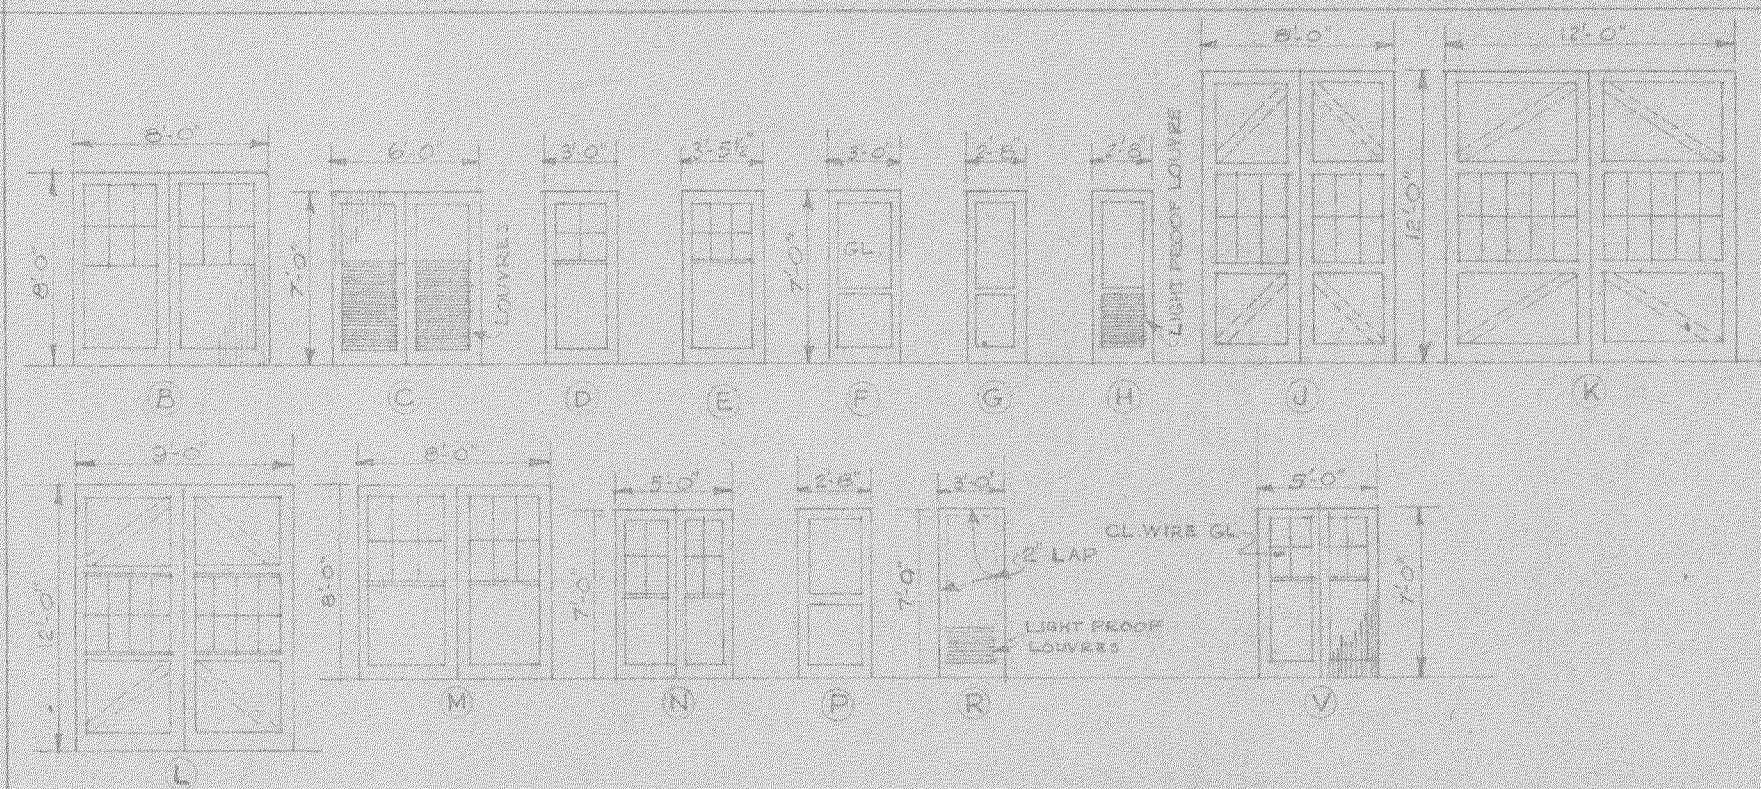 8'-0"
12'-0"
8'-0"
6'-0"
3'-0"
3'-5½"
3-0"
2-8"
2'-8"
8'-0"
7'-0"
LOUVRES
7'-0"
GL
LIGHT PROOF LOUVRE
12'-0"
B
C
D
E
F
G
H
J
K
9-0"
8'-0"
5-0"
2'-8"
3'-0"
5'-0"
12'-0"
8'-0"
7'-0"
7'-0"
2" LAP
CL. WIRE GL.
7'-0"
LIGHT PROOF
LOUVRES
M
N
P
R
V
L